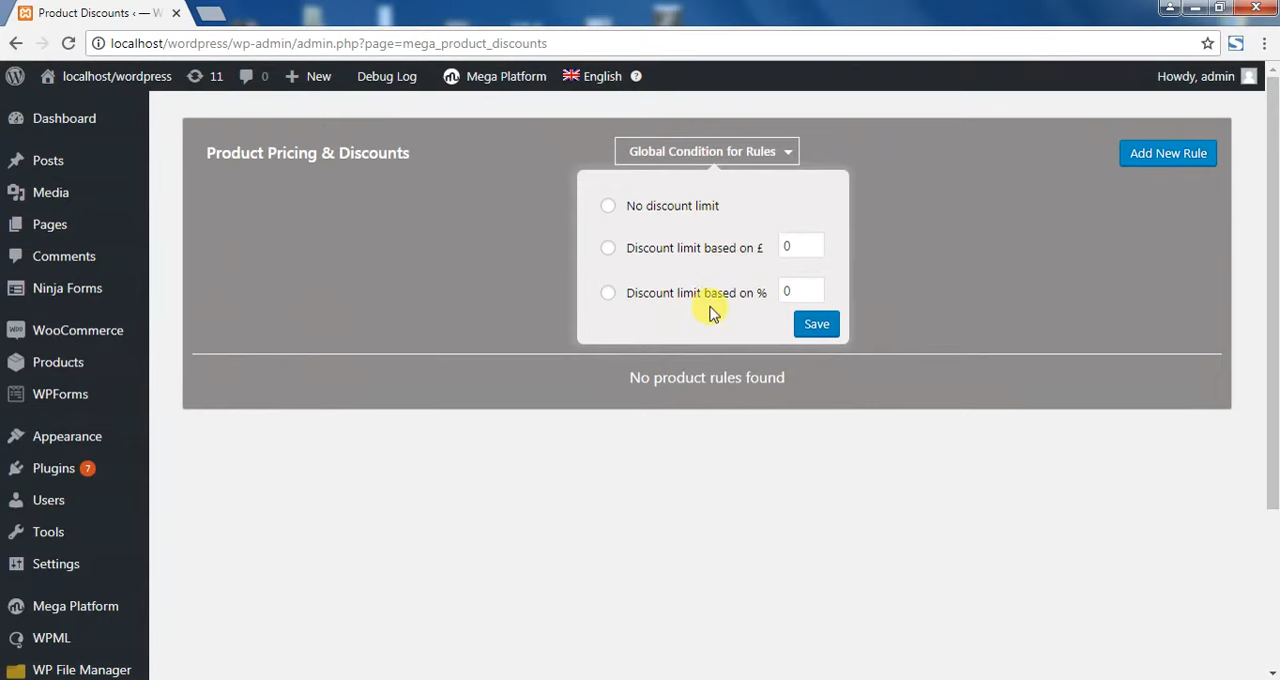 Product Discounts ‹ — W
localhost/wordpress/wp-admin/admin.php?page=mega_product_discounts
localhost/wordpress 11 0 New Debug Log Mega Platform English Howdy, admin
Dashboard
Posts
Media
Pages
Comments
Ninja Forms
WooCommerce
Products
WPForms
Appearance
Plugins 7
Users
Tools
Settings
Mega Platform
WPML
WP File Manager
Product Pricing & Discounts
Global Condition for Rules
Add New Rule
No discount limit
Discount limit based on £ 0
Discount limit based on % 0
Save
No product rules found